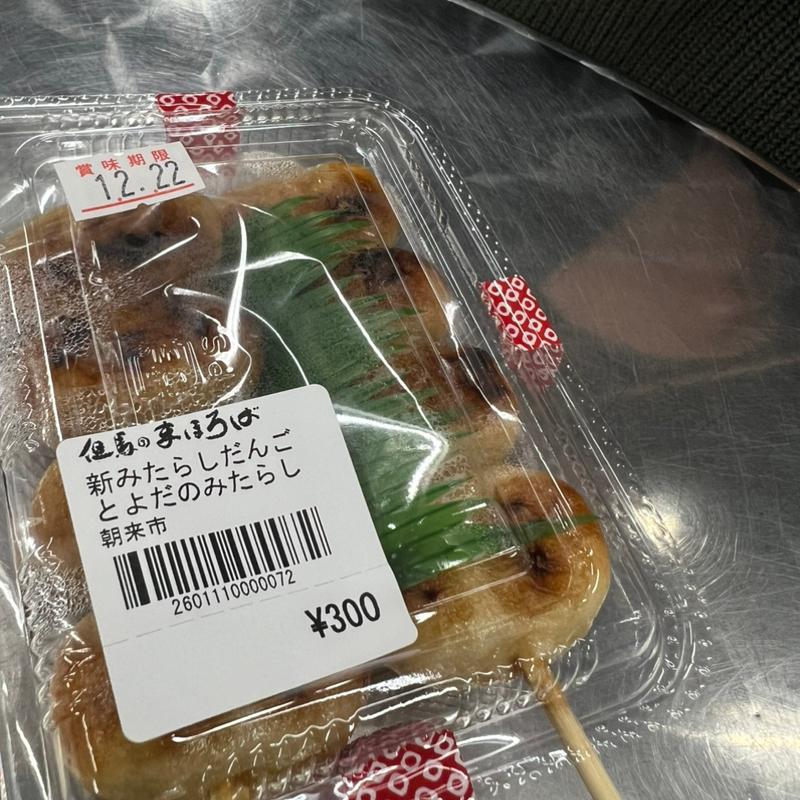 賞味期限
12.22
但馬のまほろば
新みたらしだんご
とよだのみたらし
朝来市
2601110000072
¥300